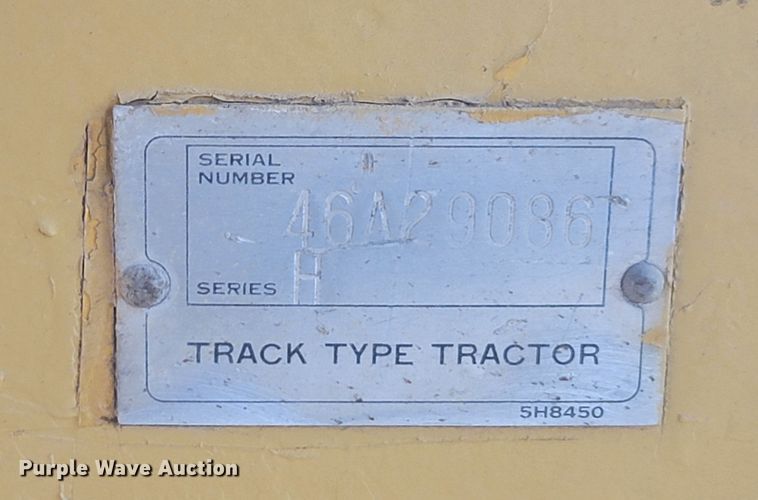 SERIAL
NUMBER
46A29086
SERIES H
TRACK TYPE TRACTOR
5H8450
Purple Wave Auction